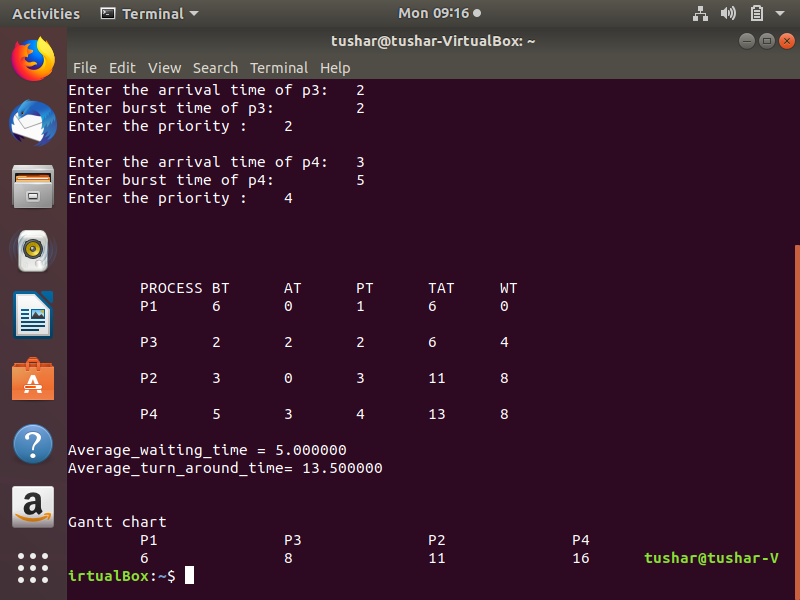 Activities Terminal Mon 09:16
tushar@tushar-VirtualBox: ~
File Edit View Search Terminal Help
Enter the arrival time of p3: 2
Enter burst time of p3: 2
Enter the priority : 2
Enter the arrival time of p4: 3
Enter burst time of p4: 5
Enter the priority : 4
PROCESS BT AT PT TAT WT
P1 6 0 1 6 0
P3 2 2 2 6 4
P2 3 0 3 11 8
P4 5 3 4 13 8
Average_waiting_time = 5.000000
Average_turn_around_time= 13.500000
Gantt chart
P1 P3 P2 P4
6 8 11 16 tushar@tushar-V
irtualBox:~$